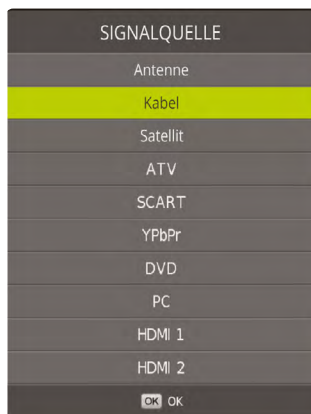 SIGNALQUELLE
Antenne
Kabel
Satellit
ATV
SCART
YPbPr
DVD
PC
HDMI 1
HDMI 2
OK OK